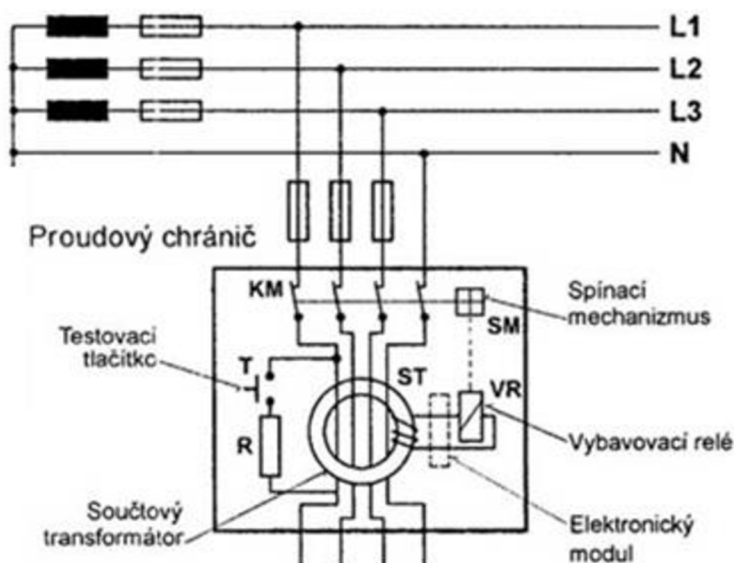 L1
L2
L3
N
Proudový chránič
KM
Spínací
mechanizmus
SM
Testovací
tlačítko
T
ST
VR
R
Vybavovací relé
Součtový
transformátor
Elektronický
modul